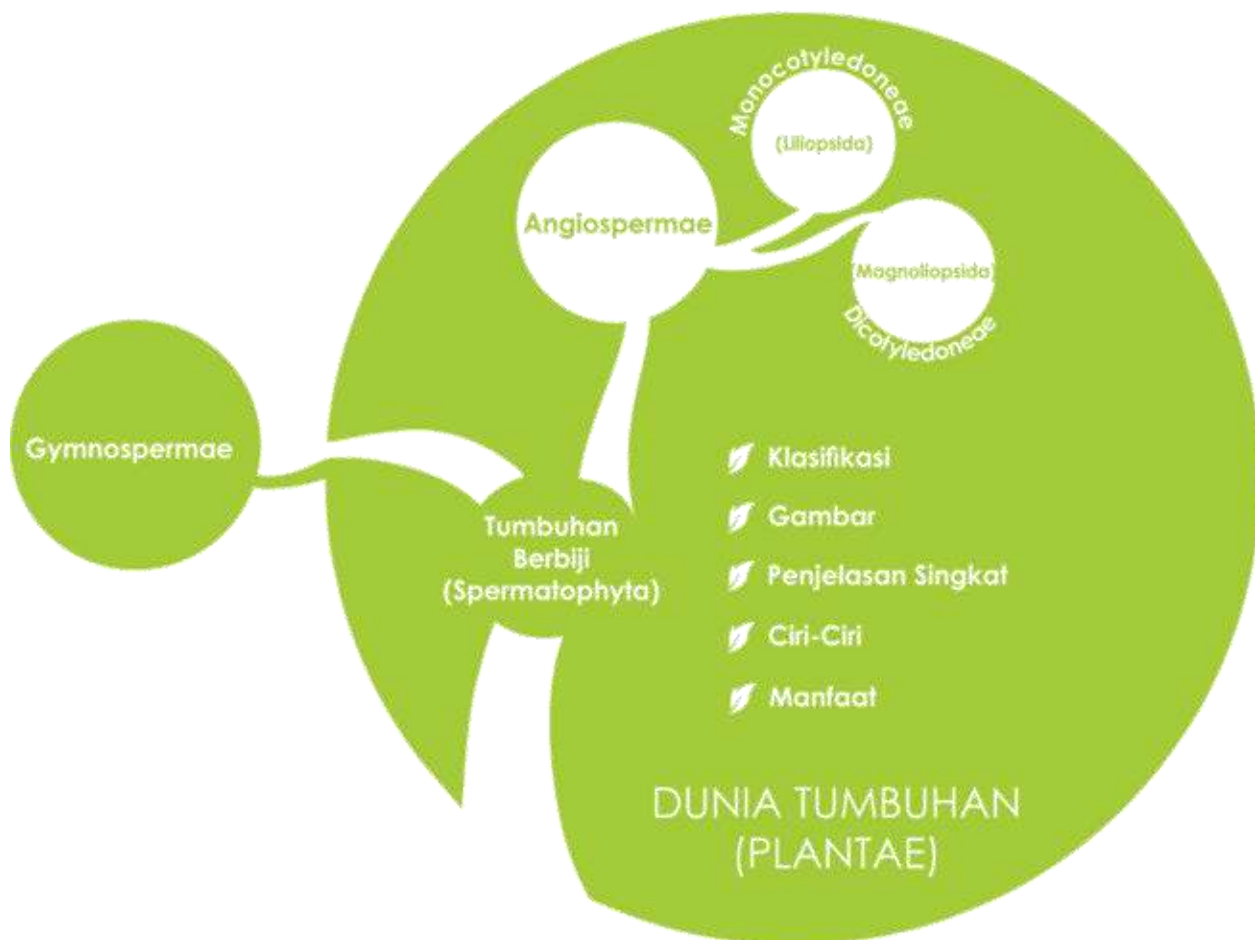 Monocotyledoneae
(Liliopsida)
Angiospermae
(Magnoliopsida)
Dicotyledoneae
Gymnospermae
Tumbuhan
Berbiji
(Spermatophyta)
Klasifikasi
Gambar
Penjelasan Singkat
Ciri-Ciri
Manfaat
DUNIA TUMBUHAN
(PLANTAE)